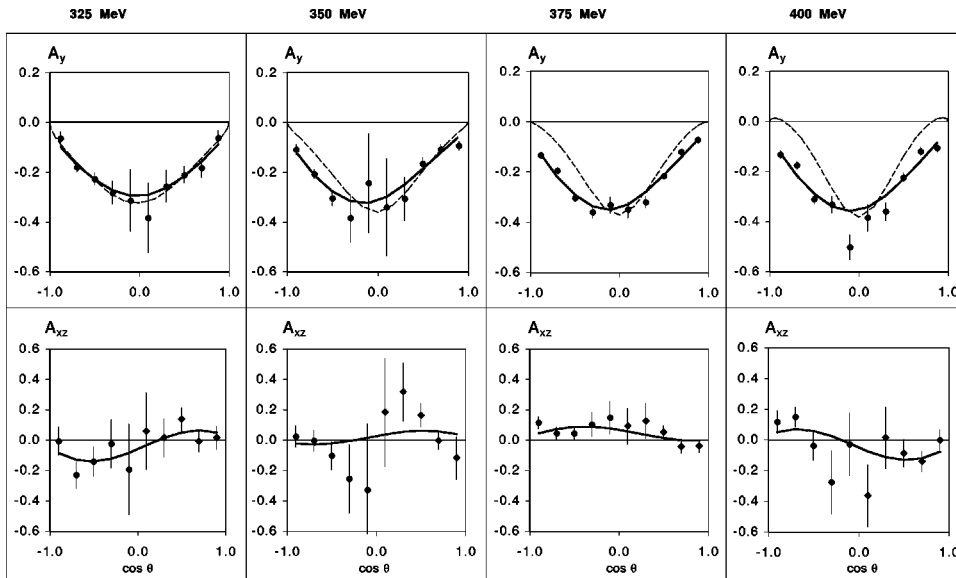 325 MeV 350 MeV 375 MeV 400 MeV
A_y A_y A_y A_y
0.2 0.2 0.2 0.2
0.0 0.0 0.0 0.0
-0.2 -0.2 -0.2 -0.2
-0.4 -0.4 -0.4 -0.4
-0.6 -0.6 -0.6 -0.6
-1.0 0.0 1.0 -1.0 0.0 1.0 -1.0 0.0 1.0 -1.0 0.0 1.0
A_xz A_xz A_xz A_xz
0.6 0.6 0.6 0.6
0.4 0.4 0.4 0.4
0.2 0.2 0.2 0.2
0.0 0.0 0.0 0.0
-0.2 -0.2 -0.2 -0.2
-0.4 -0.4 -0.4 -0.4
-0.6 -0.6 -0.6 -0.6
-1.0 0.0 1.0 -1.0 0.0 1.0 -1.0 0.0 1.0 -1.0 0.0 1.0
cos θ cos θ cos θ cos θ